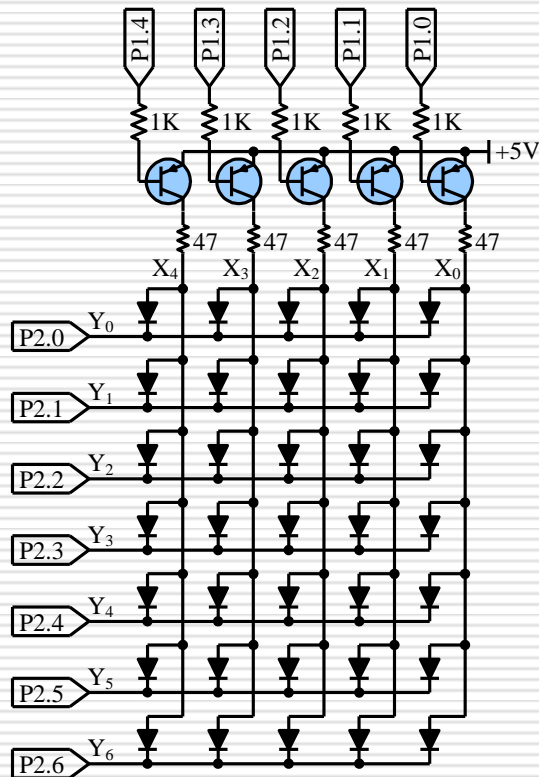 P1.4 P1.3 P1.2 P1.1 P1.0
1K 1K 1K 1K 1K
+5V
47 47 47 47 47
X4 X3 X2 X1 X0
P2.0 Y0
P2.1 Y1
P2.2 Y2
P2.3 Y3
P2.4 Y4
P2.5 Y5
P2.6 Y6